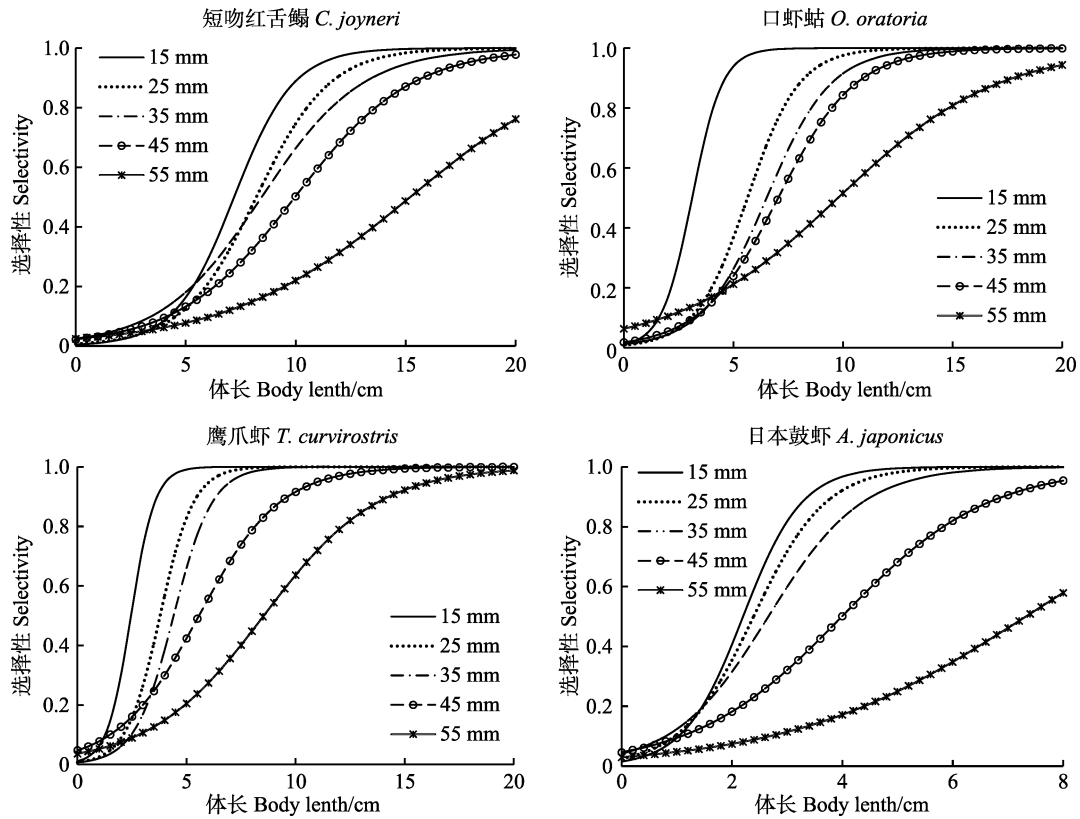 短吻红舌鳎 C. joyneri
1.0
0.8
0.6
0.4
0.2
0
选择性 Selectivity
15 mm
25 mm
35 mm
45 mm
55 mm
0 5 10 15 20
体长 Body lenth/cm
口虾蛄 O. oratoria
1.0
0.8
0.6
0.4
0.2
0
选择性 Selectivity
15 mm
25 mm
35 mm
45 mm
55 mm
0 5 10 15 20
体长 Body lenth/cm
鹰爪虾 T. curvirostris
1.0
0.8
0.6
0.4
0.2
0
选择性 Selectivity
15 mm
25 mm
35 mm
45 mm
55 mm
0 5 10 15 20
体长 Body lenth/cm
日本鼓虾 A. japonicus
1.0
0.8
0.6
0.4
0.2
0
选择性 Selectivity
15 mm
25 mm
35 mm
45 mm
55 mm
0 2 4 6 8
体长 Body lenth/cm